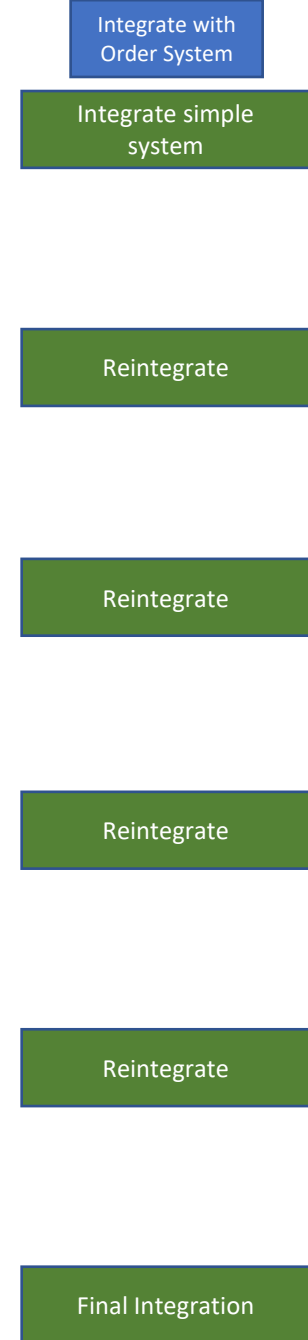 Integrate with
Order System
Integrate simple
system
Reintegrate
Reintegrate
Reintegrate
Reintegrate
Final Integration